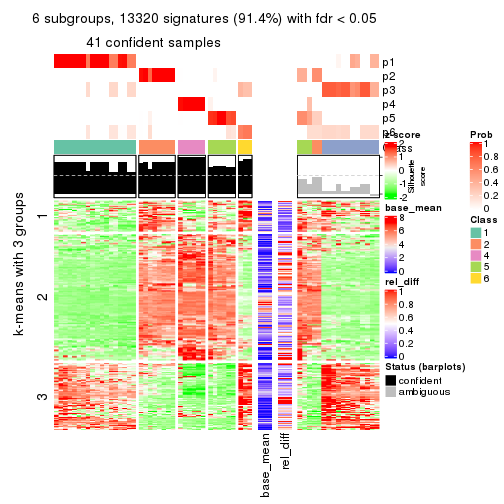 6 subgroups, 13320 signatures (91.4%) with fdr < 0.05
41 confident samples
p1
p2
p3
p4
p5
p6
Class
z-score
2
1
0
-1
-2
Silhouette
score
k-means with 3 groups
1
2
3
base_mean
8
6
4
2
0
rel_diff
1
0.8
0.6
0.4
0.2
0
Status (barplots)
confident
ambiguous
Prob
1
0.8
0.6
0.4
0.2
0
Class
1
2
4
5
6
base_mean
rel_diff